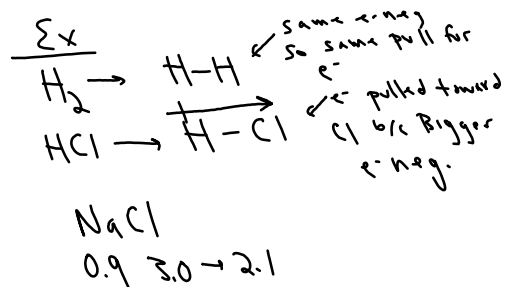 Ex
H2 → H-H ↙ same e-neg so same pull for e-
HCl → H-Cl ↙ e- pulled toward Cl b/c Bigger e-neg.
NaCl
0.9 3.0 → 2.1